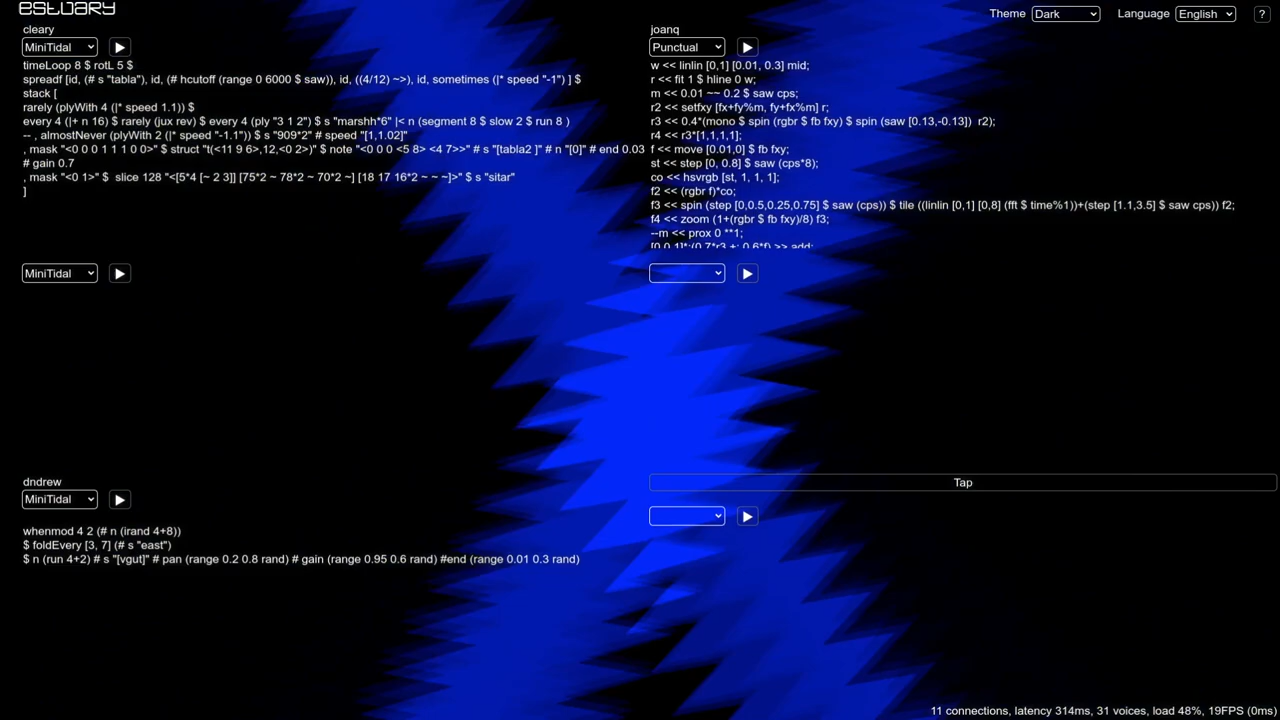 estuary
Theme Dark Language English ?
cleary
MiniTidal
timeLoop 8 $ rotL 5 $
spreadf [id, (# s "tabla"), id, (# hcutoff (range 0 6000 $ saw)), id, ((4/12) ~>), id, sometimes (|* speed "-1") ] $
stack [
rarely (plyWith 4 (|* speed 1.1)) $
every 4 (|+ n 16) $ rarely (jux rev) $ every 4 (ply "3 1 2") $ s "marshh*6" |< n (segment 8 $ slow 2 $ run 8 )
-- , almostNever (plyWith 2 (|* speed "-1.1")) $ s "909*2" # speed "[1,1.02]"
, mask "<0 0 0 1 1 1 0 0>" $ struct "t(<11 9 6>,12,<0 2>)" $ note "<0 0 0 <5 8> <4 7>>" # s "[tabla2 ]" # n "[0]" # end 0.03
# gain 0.7
, mask "<0 1>" $  slice 128 "<[5*4 [~ 2 3]] [75*2 ~ 78*2 ~ 70*2 ~] [18 17 16*2 ~ ~ ~]>" $ s "sitar"
]
joanq
Punctual
w << linlin [0,1] [0.01, 0.3] mid;
r << fit 1 $ hline 0 w;
m << 0.01 ~~ 0.2 $ saw cps;
r2 << setfxy [fx+fy%m, fy+fx%m] r;
r3 << 0.4*(mono $ spin (rgbr $ fb fxy) $ spin (saw [0.13,-0.13])  r2);
r4 << r3*[1,1,1,1];
f << move [0.01,0] $ fb fxy;
st << step [0, 0.8] $ saw (cps*8);
co << hsvrgb [st, 1, 1, 1];
f2 << (rgbr f)*co;
f3 << spin (step [0,0.5,0.25,0.75] $ saw (cps)) $ tile ((linlin [0,1] [0,8] (fft $ time%1))+(step [1.1,3.5] $ saw cps)) f2;
f4 << zoom (1+(rgbr $ fb fxy)/8) f3;
--m << prox 0 **1;
[0,0,1]*:(0.7*r3 +: 0.6*f) >> add;
MiniTidal
dndrew
MiniTidal
whenmod 4 2 (# n (irand 4+8))
$ foldEvery [3, 7] (# s "east")
$ n (run 4+2) # s "[vgut]" # pan (range 0.2 0.8 rand) # gain (range 0.95 0.6 rand) #end (range 0.01 0.3 rand)
Tap
11 connections, latency 314ms, 31 voices, load 48%, 19FPS (0ms)